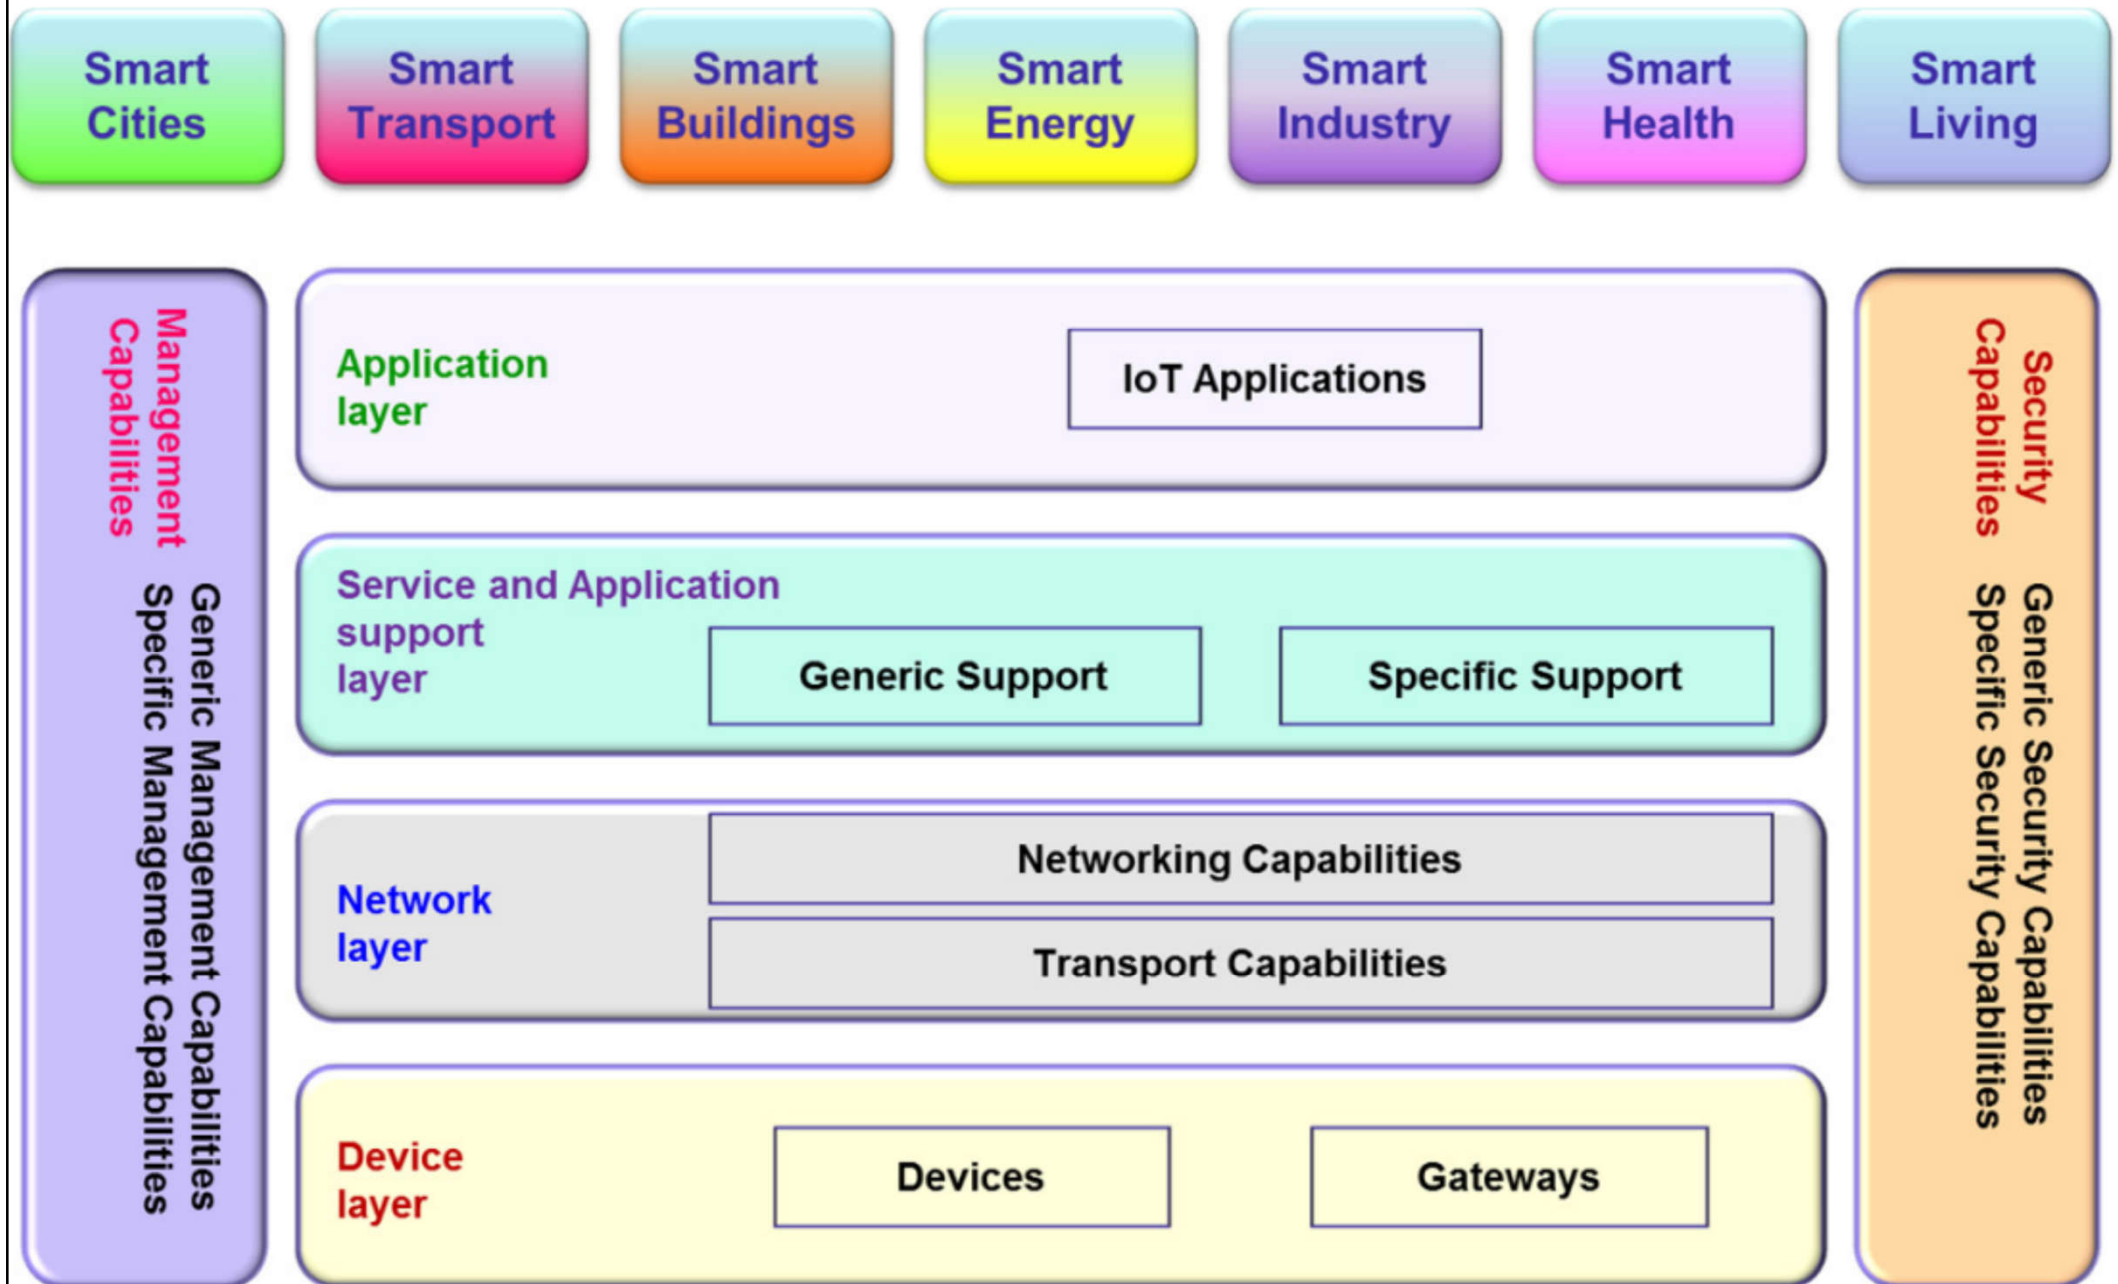 Smart
Cities
Smart
Transport
Smart
Buildings
Smart
Energy
Smart
Industry
Smart
Health
Smart
Living
Management
Capabilities
Generic Management Capabilities
Specific Management Capabilities
Application
layer
IoT Applications
Service and Application
support
layer
Generic Support
Specific Support
Network
layer
Networking Capabilities
Transport Capabilities
Device
layer
Devices
Gateways
Security
Capabilities
Generic Security Capabilities
Specific Security Capabilities